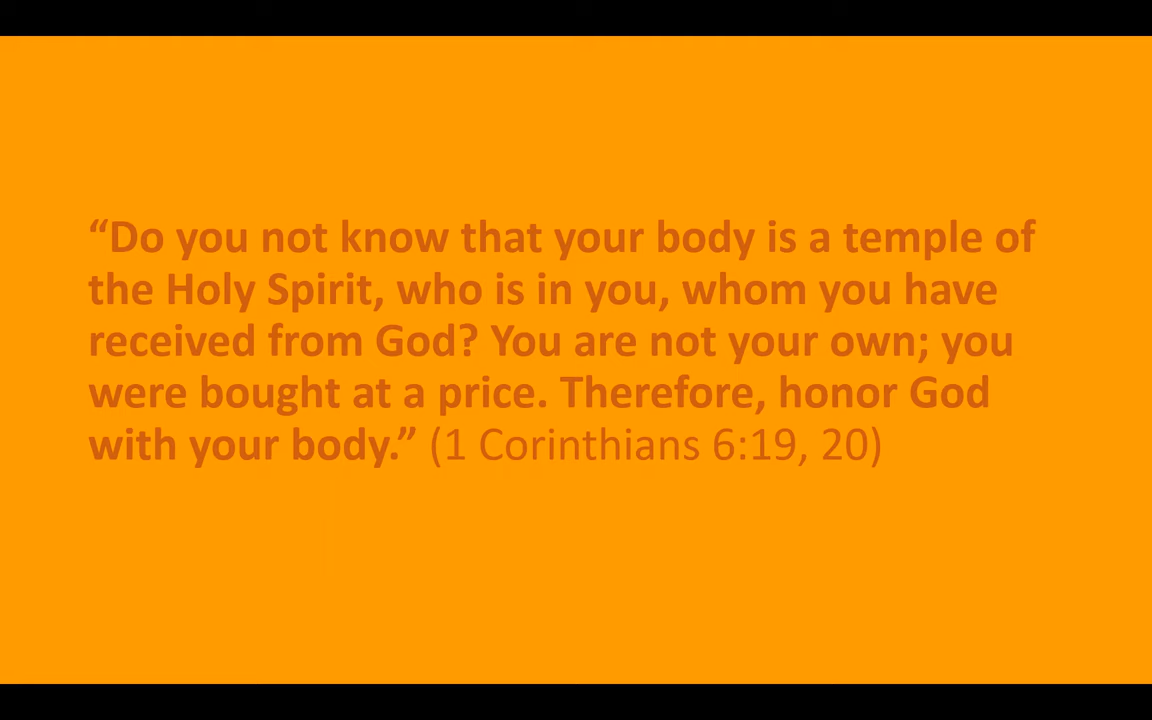 “Do you not know that your body is a temple of
the Holy Spirit, who is in you, whom you have
received from God? You are not your own; you
were bought at a price. Therefore, honor God
with your body.” (1 Corinthians 6:19, 20)